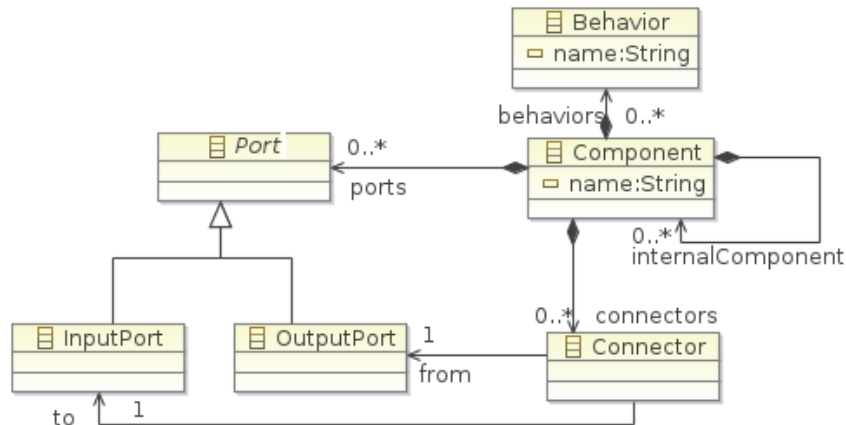 Behavior
name:String
behaviors 0..*
Port
0..*
ports
Component
name:String
0..*
internalComponent
0..* connectors
InputPort
OutputPort
1
from
Connector
to 1